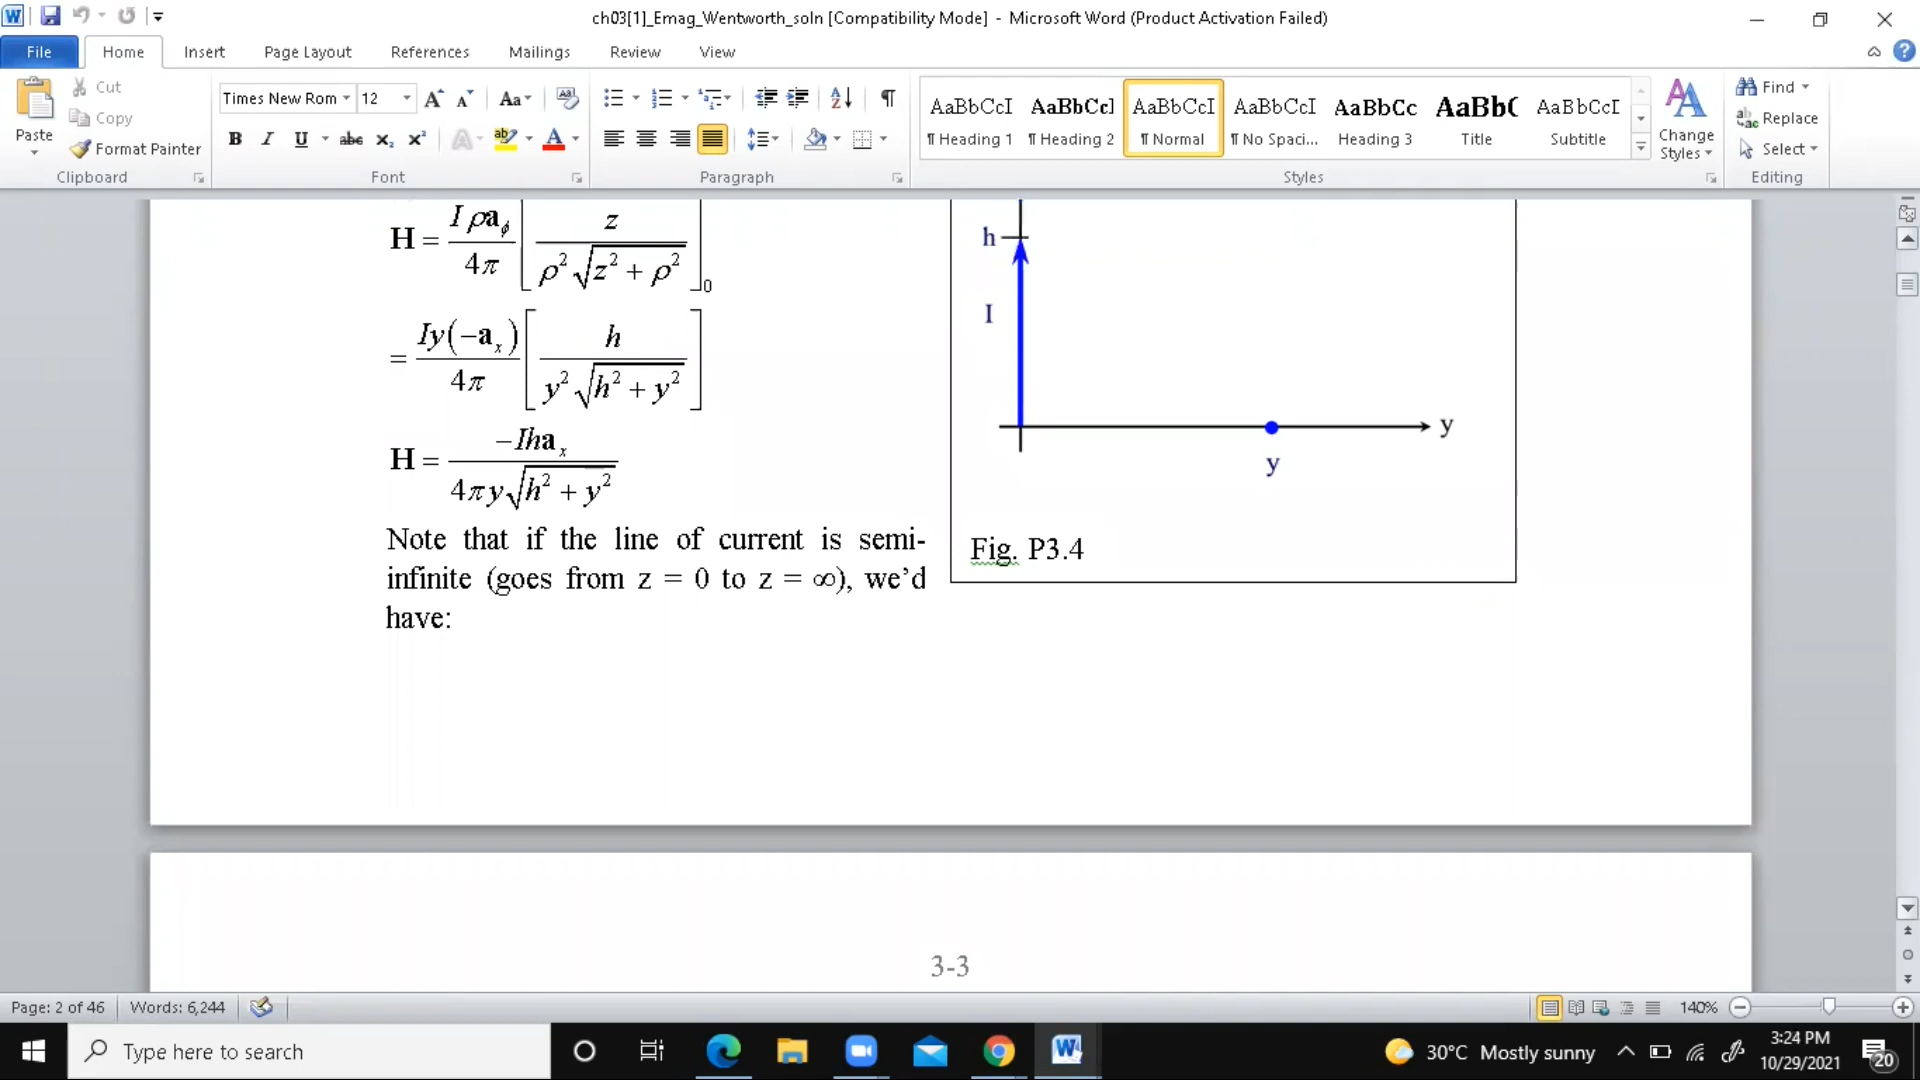 ch03[1]_Emag_Wentworth_soln [Compatibility Mode] - Microsoft Word (Product Activation Failed)
File Home Insert Page Layout References Mailings Review View
Paste
Cut
Copy
Format Painter
Clipboard
Times New Rom 12
Font
Paragraph
AaBbCcI AaBbCcI AaBbCcI AaBbCcI AaBbCc AaBb( AaBbCcI
¶ Heading 1 ¶ Heading 2 ¶ Normal ¶ No Spaci... Heading 3 Title Subtitle
Styles
Change Styles
Find
Replace
Select
Editing
H = Iρa_ϕ / 4π [ z / ρ² √(z² + ρ²) ]_0
= Iy(−a_x) / 4π [ h / y² √(h² + y²) ]
H = −Iha_x / 4πy√(h² + y²)
Note that if the line of current is semi-
infinite (goes from z = 0 to z = ∞), we’d
have:
h
I
y
y
Fig. P3.4
3-3
Page: 2 of 46 Words: 6,244 140%
Type here to search
30°C Mostly sunny
3:24 PM
10/29/2021
20